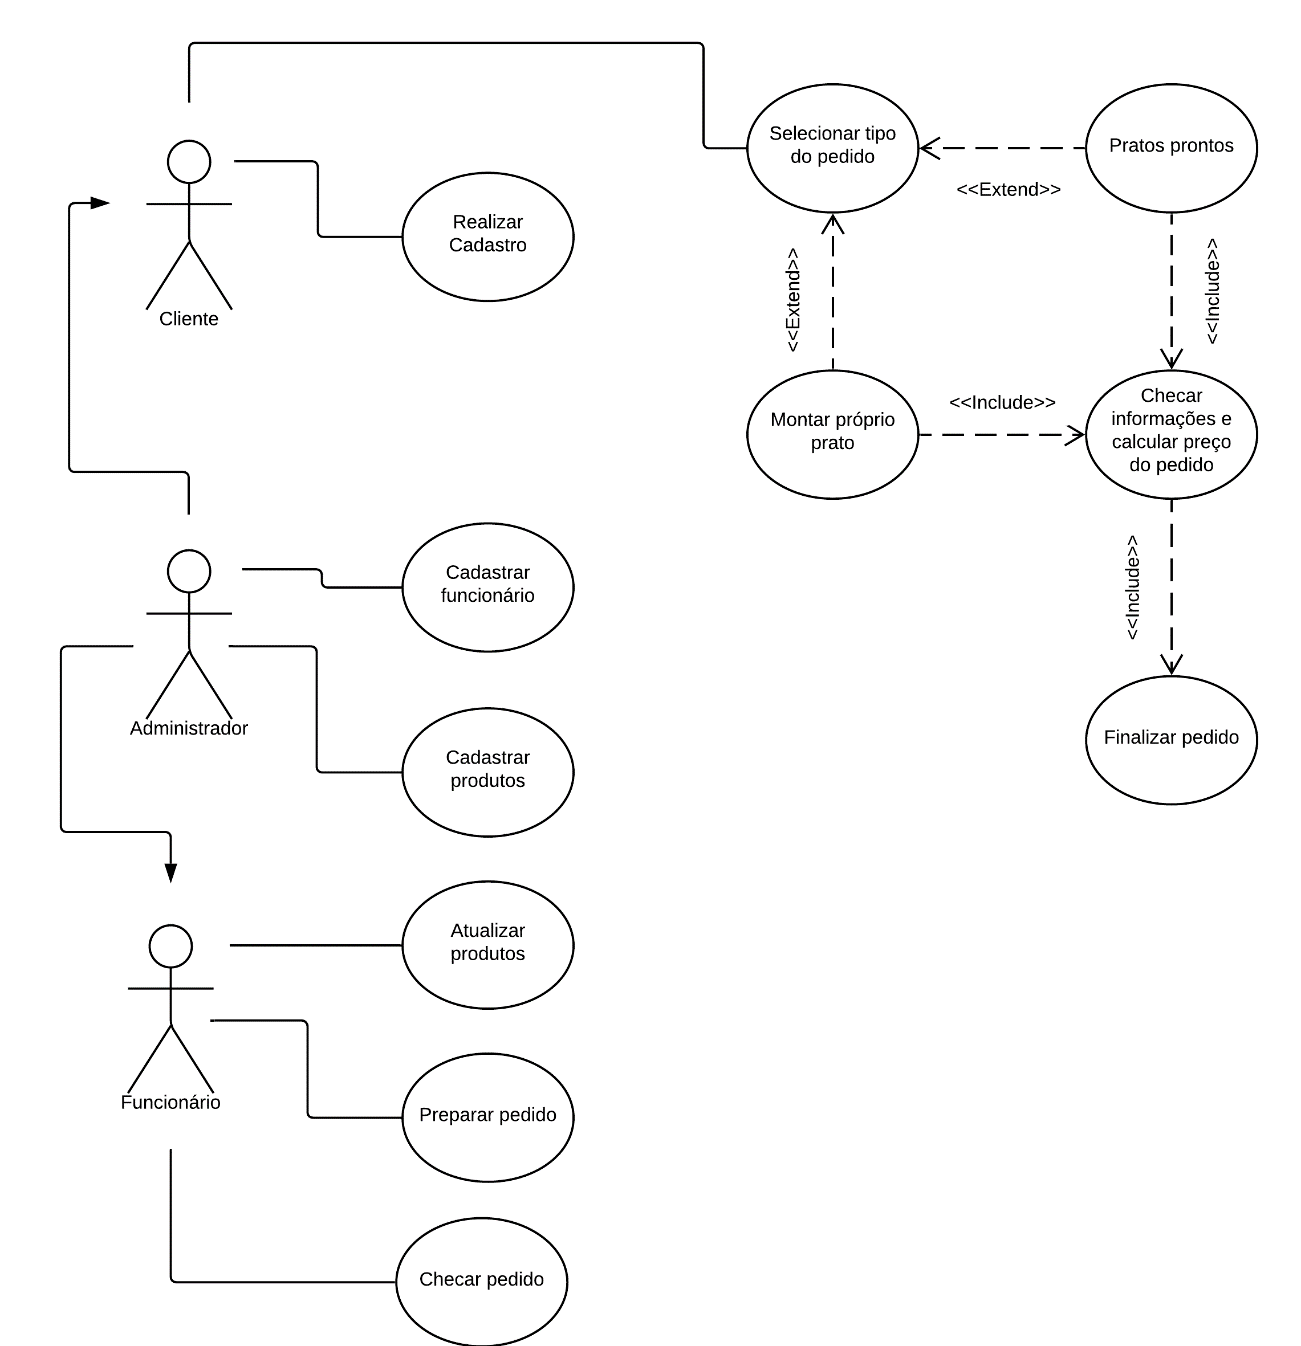 Selecionar tipo
do pedido
Pratos prontos
<<Extend>>
Realizar
Cadastro
Cliente
<<Extend>>
<<Include>>
Montar próprio
prato
<<Include>>
Checar
informações e
calcular preço
do pedido
<<Include>>
Cadastrar
funcionário
Administrador
Cadastrar
produtos
Finalizar pedido
Atualizar
produtos
Funcionário
Preparar pedido
Checar pedido